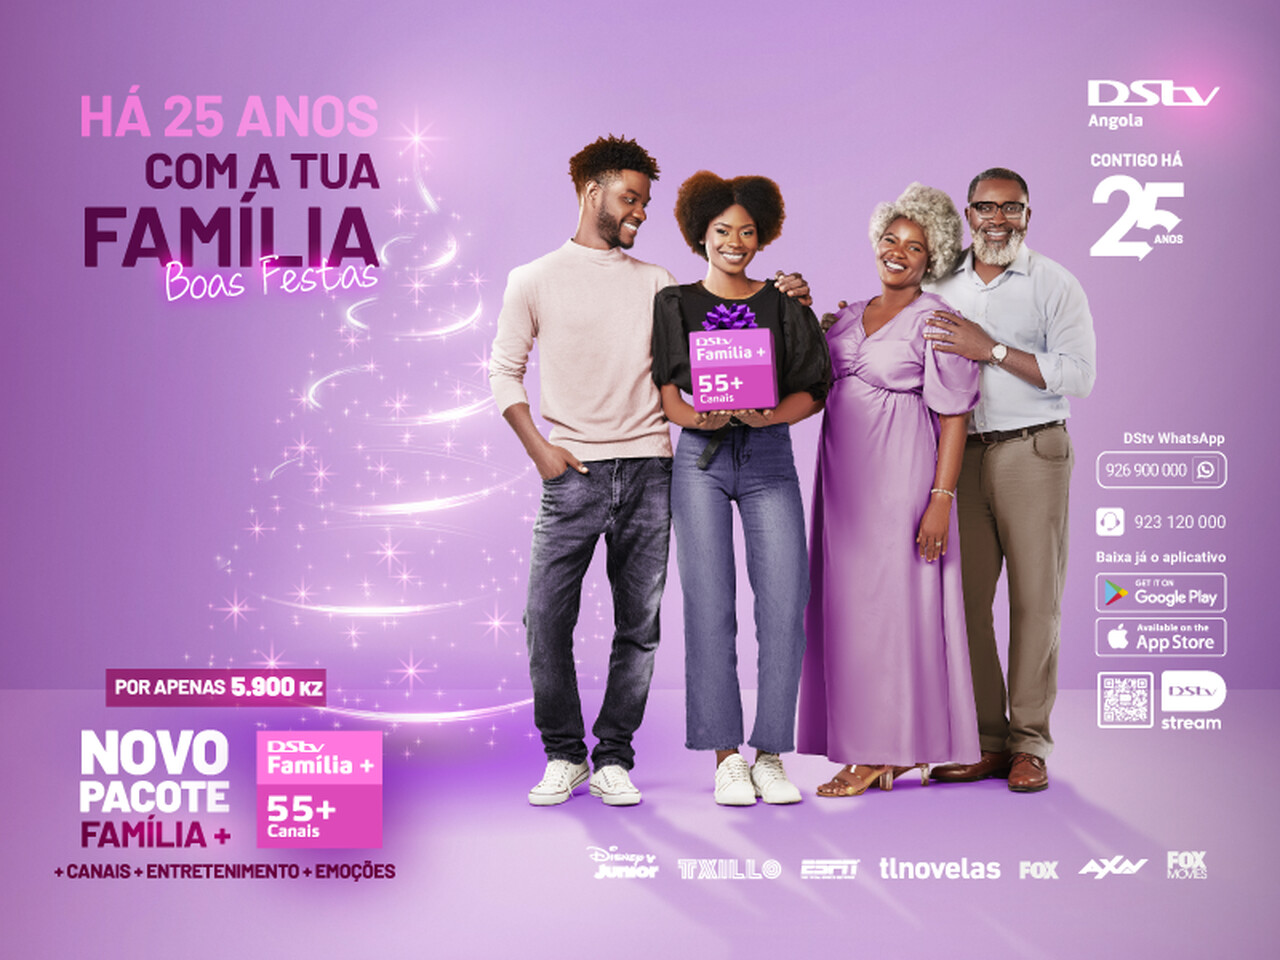 HÁ 25 ANOS
COM A TUA
FAMÍLIA
Boas Festas
DStv
Angola
CONTIGO HÁ
25
ANOS
DStv
Família +
55+
Canais
DStv WhatsApp
926 900 000
923 120 000
Baixa já o aplicativo
GET IT ON
Google Play
Available on the
App Store
DStv
stream
POR APENAS 5.900 KZ
NOVO
PACOTE
FAMÍLIA +
DStv
Família +
55+
Canais
+ CANAIS + ENTRETENIMENTO + EMOÇÕES
Disney
Junior
TXILLO
ESPN
tlnovelas
FOX
AXN
FOX
MOVIES